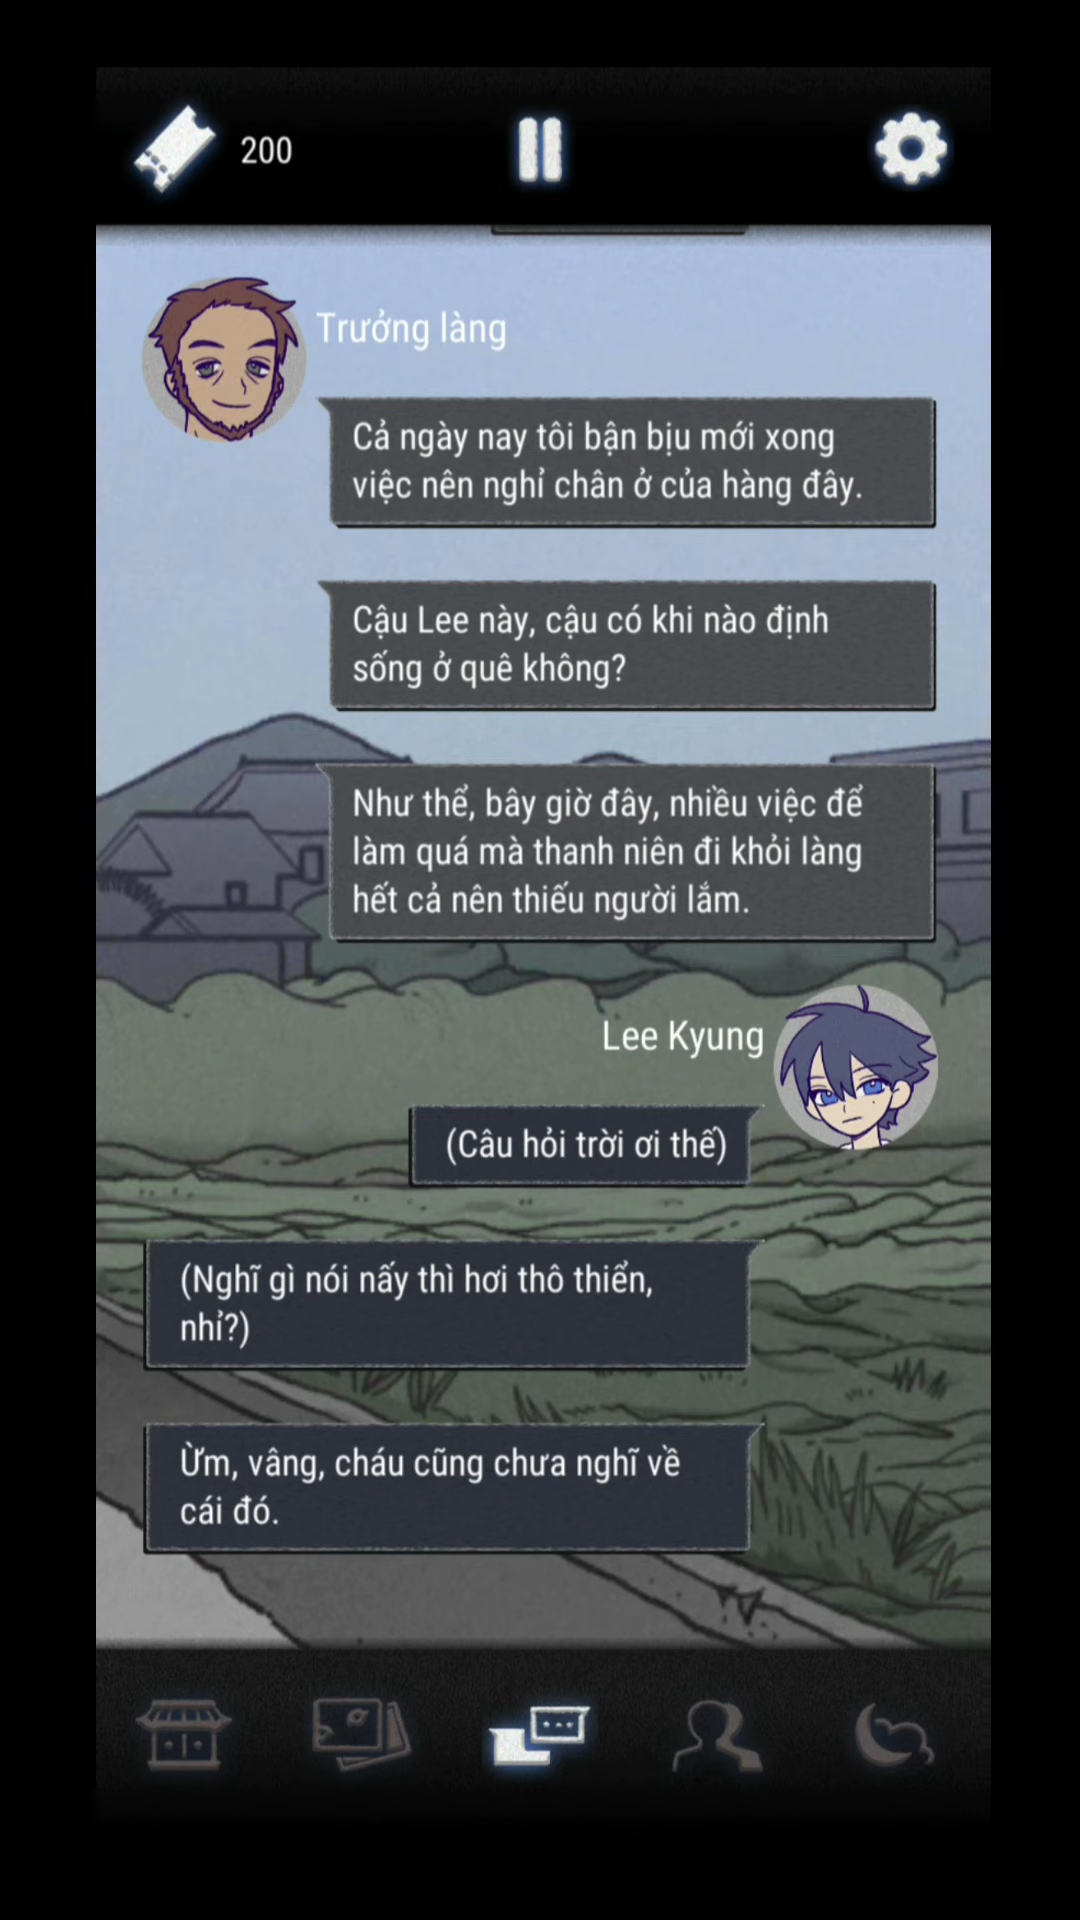 200
Trưởng làng
Cả ngày nay tôi bận bịu mới xong
việc nên nghỉ chân ở của hàng đây.
Cậu Lee này, cậu có khi nào định
sống ở quê không?
Như thể, bây giờ đây, nhiều việc để
làm quá mà thanh niên đi khỏi làng
hết cả nên thiếu người lắm.
Lee Kyung
(Câu hỏi trời ơi thế)
(Nghĩ gì nói nấy thì hơi thô thiển,
nhỉ?)
Ừm, vâng, cháu cũng chưa nghĩ về
cái đó.